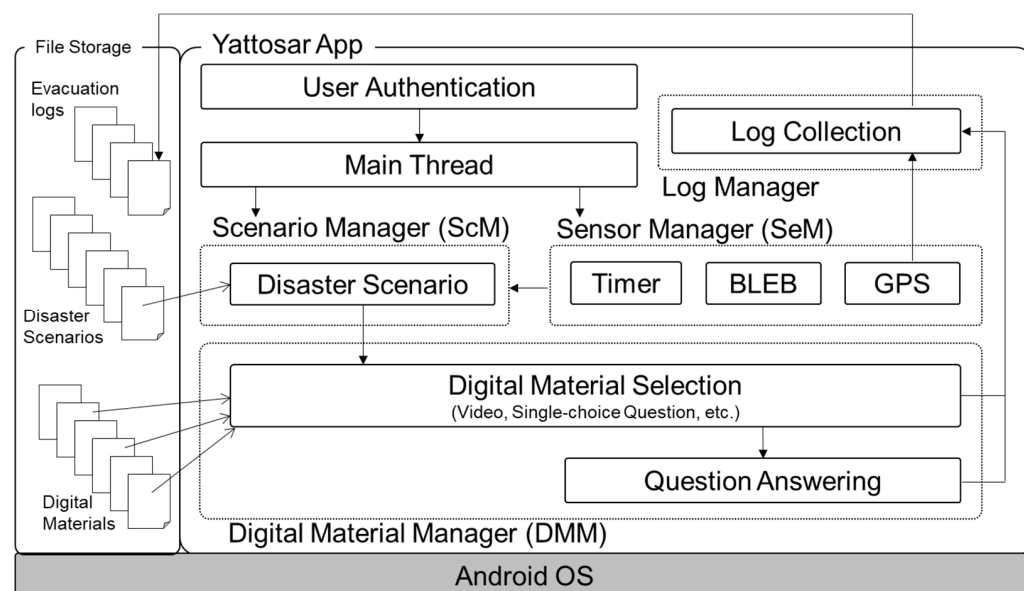 File Storage
Yattosar App
Evacuation
logs
User Authentication
Main Thread
Log Collection
Log Manager
Scenario Manager (ScM)
Sensor Manager (SeM)
Disaster Scenario
Timer
BLEB
GPS
Disaster
Scenarios
Digital Material Selection
(Video, Single-choice Question, etc.)
Question Answering
Digital
Materials
Digital Material Manager (DMM)
Android OS